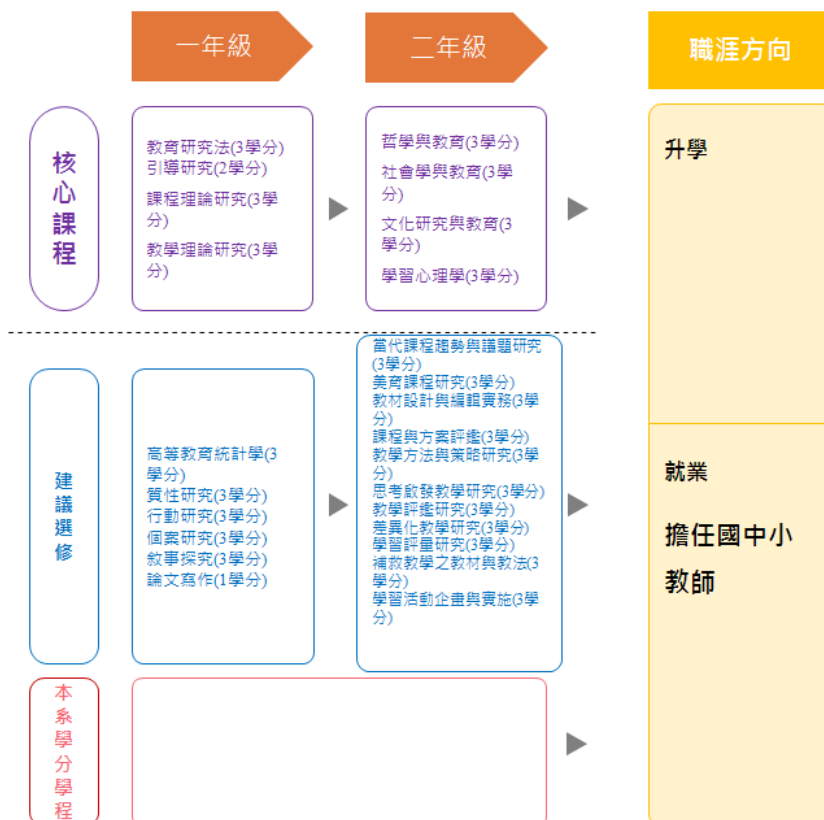 一年級
二年級
職涯方向
核心課程
教育研究法(3學分)
引導研究(2學分)
課程理論研究(3學
分)
教學理論研究(3學
分)
哲學與教育(3學分)
社會學與教育(3學
分)
文化研究與教育(3
學分)
學習心理學(3學分)
升學
建議選修
高等教育統計學(3
學分)
質性研究(3學分)
行動研究(3學分)
個案研究(3學分)
敘事探究(3學分)
論文寫作(1學分)
當代課程趨勢與議題研究
(3學分)
美育課程研究(3學分)
教材設計與編輯實務(3學
分)
課程與方案評鑑(3學分)
教學方法與策略研究(3學
分)
思考啟發教學研究(3學分)
教學評鑑研究(3學分)
差異化教學研究(3學分)
學習評量研究(3學分)
補救教學之教材與教法(3
學分)
學習活動企畫與實施(3學
分)
就業
擔任國中小
教師
本系學分學程